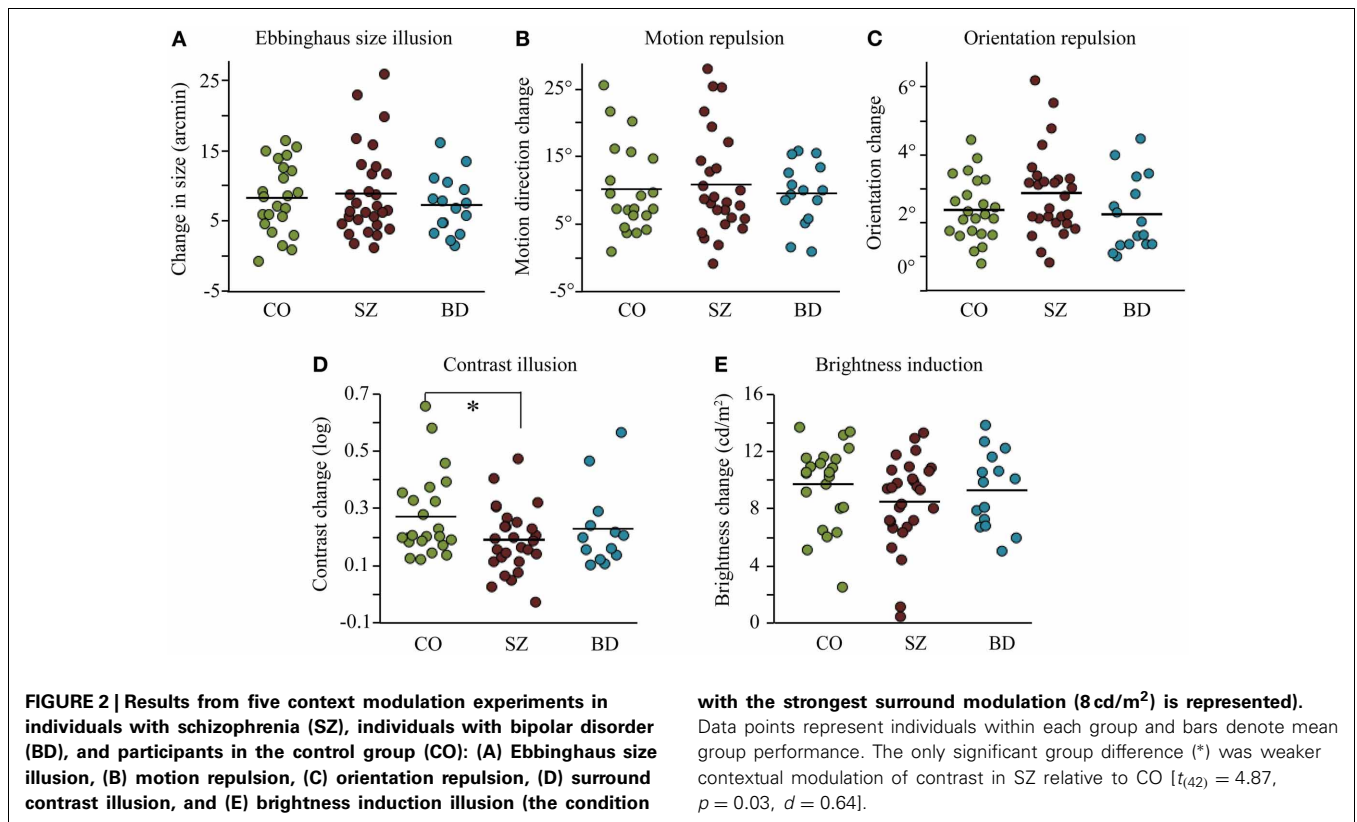 A Ebbinghaus size illusion
Change in size (arcmin)
25
15
5
-5
CO SZ BD
B Motion repulsion
Motion direction change
25°
15°
5°
-5°
CO SZ BD
C Orientation repulsion
Orientation change
6°
4°
2°
0°
CO SZ BD
D Contrast illusion
Contrast change (log)
0.7
0.5
0.3
0.1
-0.1
*
CO SZ BD
E Brightness induction
Brightness change (cd/m²)
16
12
8
4
0
CO SZ BD
FIGURE 2 | Results from five context modulation experiments in
individuals with schizophrenia (SZ), individuals with bipolar disorder
(BD), and participants in the control group (CO): (A) Ebbinghaus size
illusion, (B) motion repulsion, (C) orientation repulsion, (D) surround
contrast illusion, and (E) brightness induction illusion (the condition
with the strongest surround modulation (8 cd/m²) is represented).
Data points represent individuals within each group and bars denote mean
group performance. The only significant group difference (*) was weaker
contextual modulation of contrast in SZ relative to CO [t(42) = 4.87,
p = 0.03, d = 0.64].